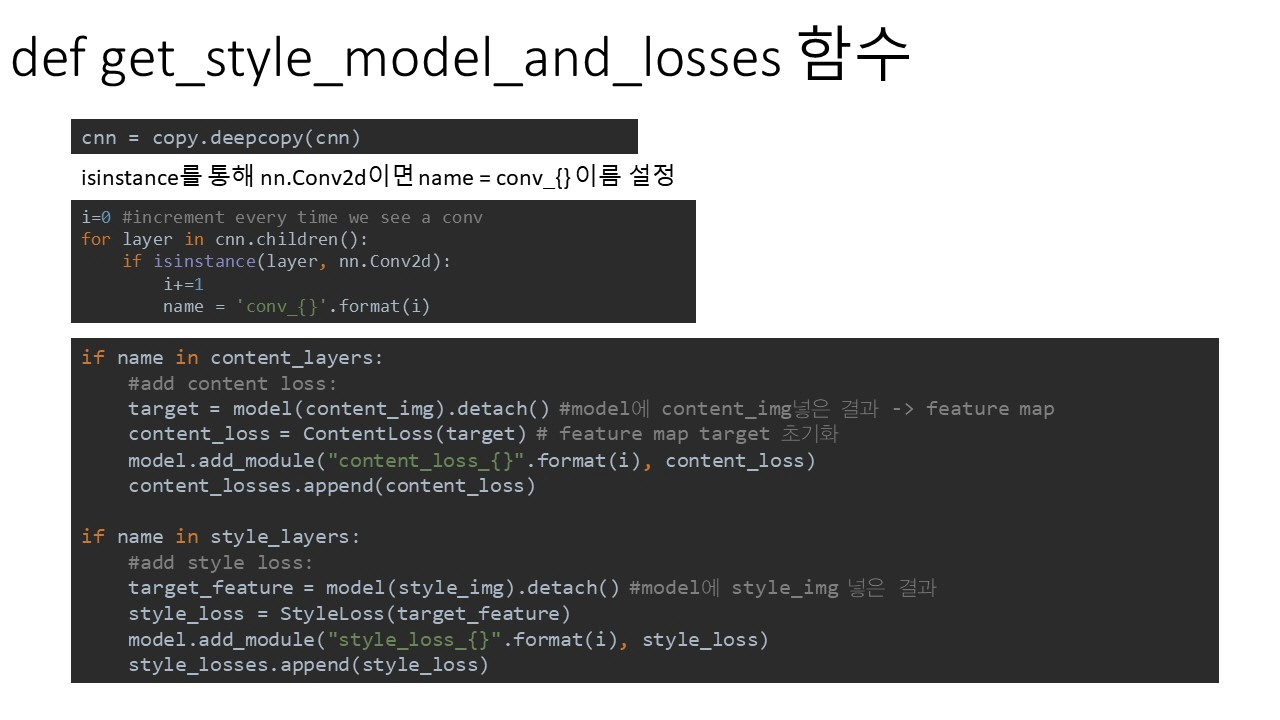 def get_style_model_and_losses 함수
cnn = copy.deepcopy(cnn)
isinstance를 통해 nn.Conv2d이면 name = conv_{} 이름 설정
i=0 #increment every time we see a conv
for layer in cnn.children():
    if isinstance(layer, nn.Conv2d):
        i+=1
        name = 'conv_{}'.format(i)
if name in content_layers:
    #add content loss:
    target = model(content_img).detach() #model에 content_img넣은 결과 -> feature map
    content_loss = ContentLoss(target) # feature map target 초기화
    model.add_module("content_loss_{}".format(i), content_loss)
    content_losses.append(content_loss)
if name in style_layers:
    #add style loss:
    target_feature = model(style_img).detach() #model에 style_img 넣은 결과
    style_loss = StyleLoss(target_feature)
    model.add_module("style_loss_{}".format(i), style_loss)
    style_losses.append(style_loss)